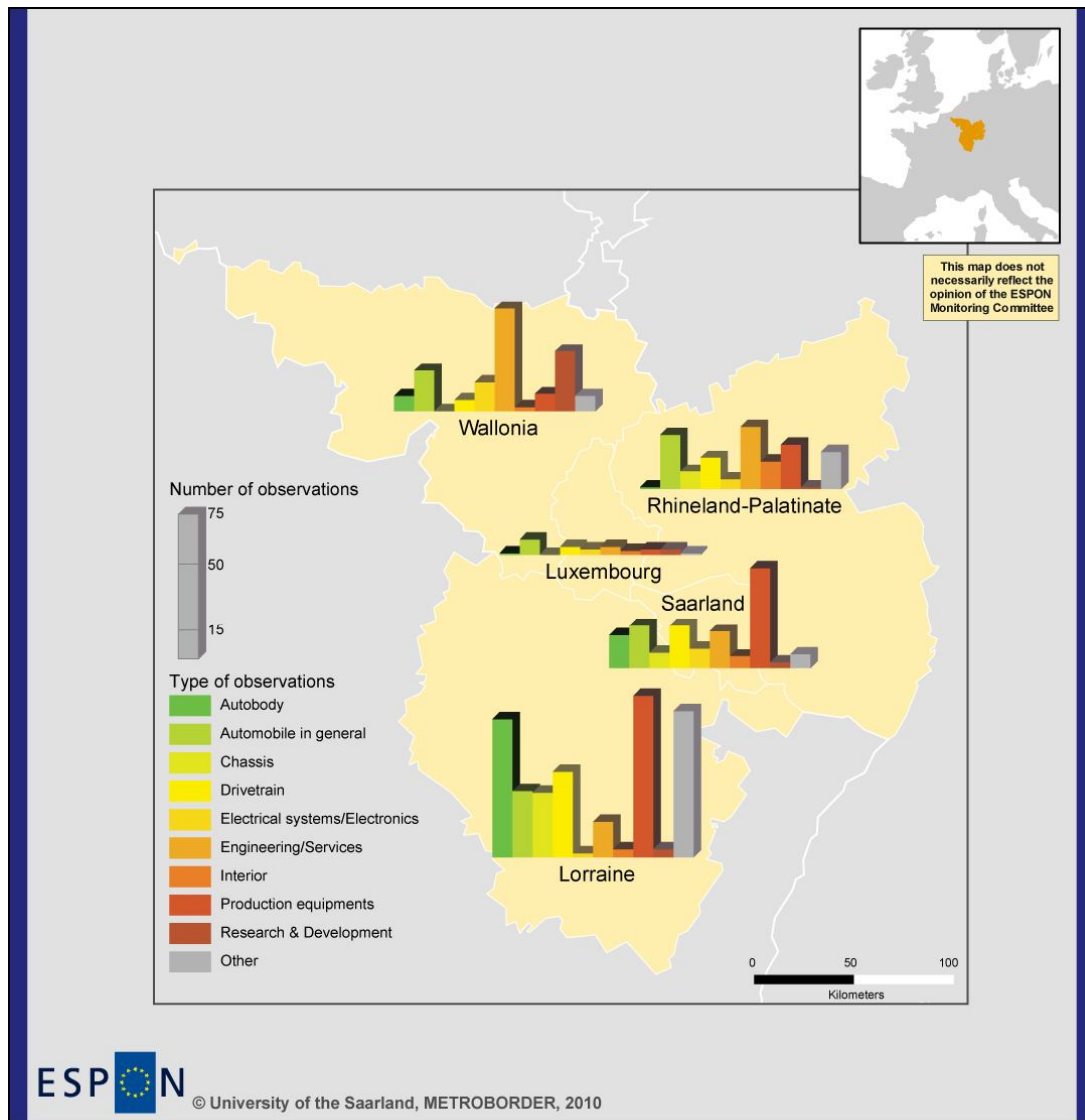 This map does not
necessarily reflect the
opinion of the ESPON
Monitoring Committee
Wallonia
Rhineland-Palatinate
Luxembourg
Saarland
Lorraine
Number of observations
75
50
15
Type of observations
Autobody
Automobile in general
Chassis
Drivetrain
Electrical systems/Electronics
Engineering/Services
Interior
Production equipments
Research & Development
Other
0 50 100
Kilometers
ESPON
© University of the Saarland, METROBORDER, 2010